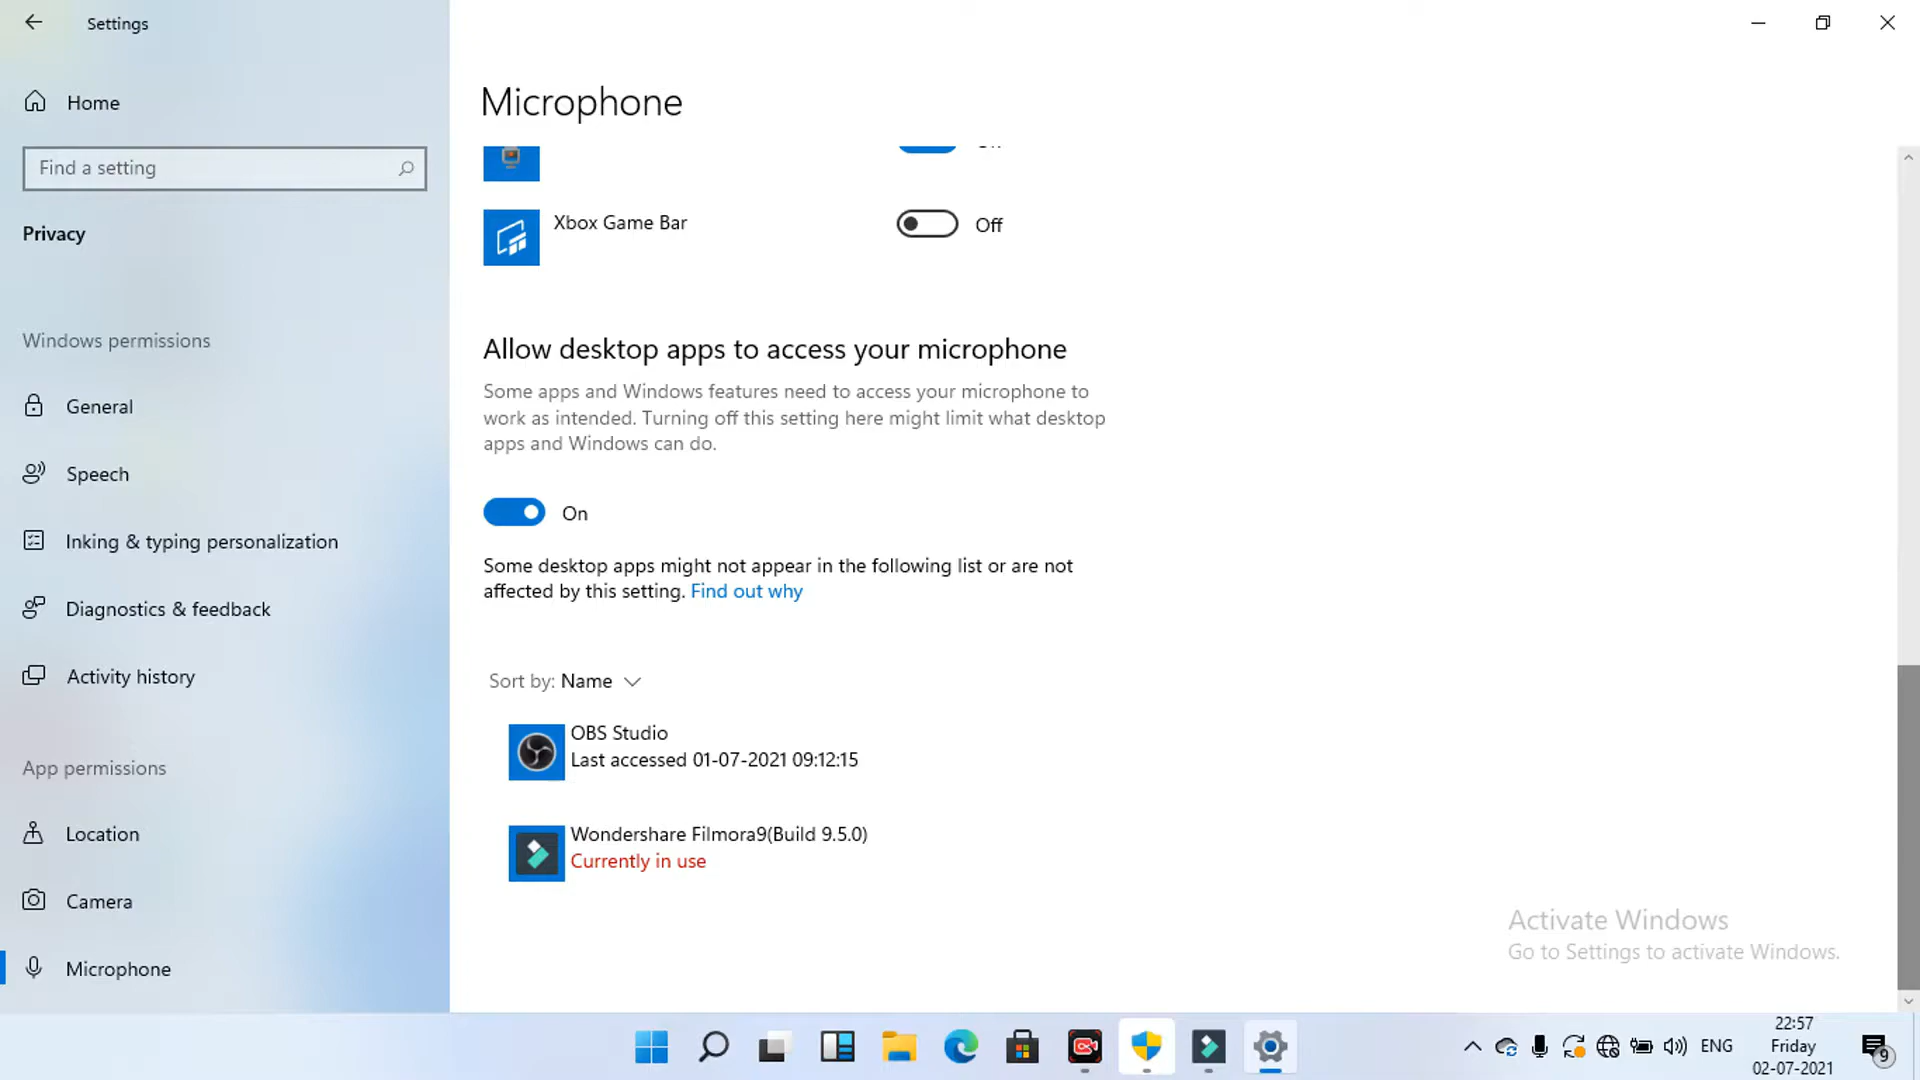 Settings
Home
Find a setting
Privacy
Windows permissions
General
Speech
Inking & typing personalization
Diagnostics & feedback
Activity history
App permissions
Location
Camera
Microphone
Microphone
Xbox Game Bar
Off
Allow desktop apps to access your microphone
Some apps and Windows features need to access your microphone to
work as intended. Turning off this setting here might limit what desktop
apps and Windows can do.
On
Some desktop apps might not appear in the following list or are not
affected by this setting. Find out why
Sort by: Name
OBS Studio
Last accessed 01-07-2021 09:12:15
Wondershare Filmora9(Build 9.5.0)
Currently in use
Activate Windows
Go to Settings to activate Windows.
ENG
22:57
Friday
02-07-2021
9